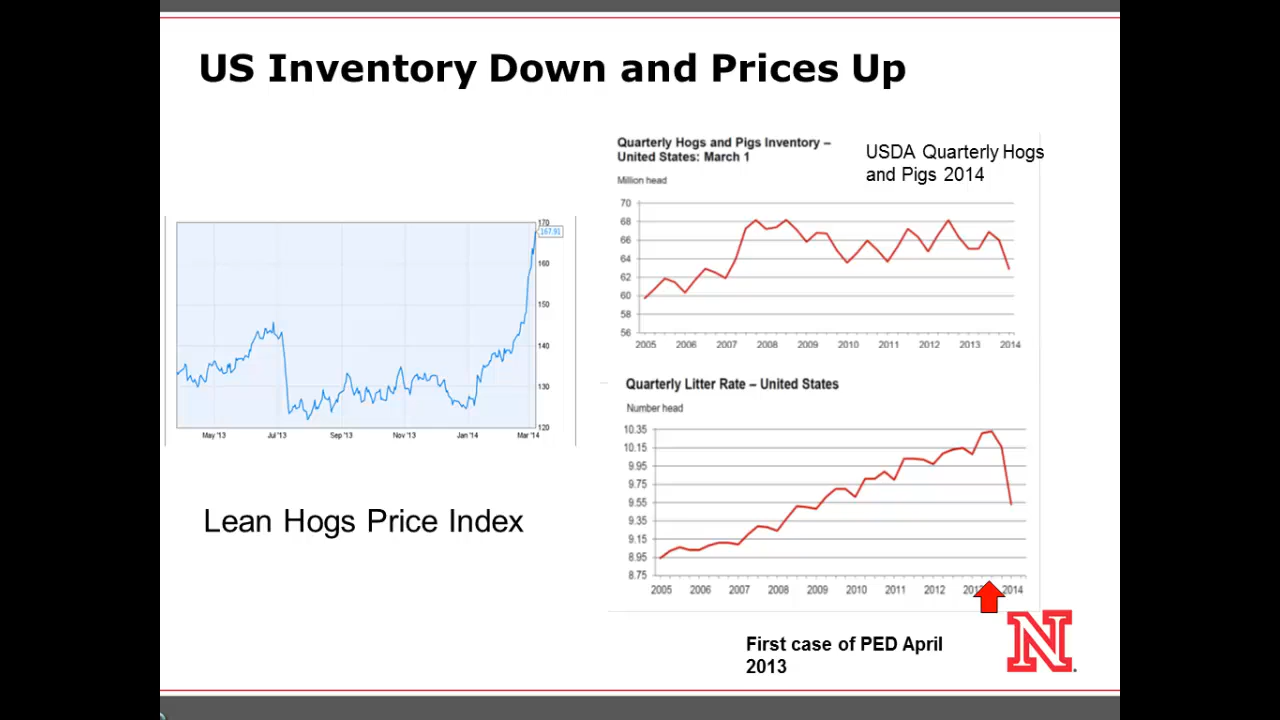 US Inventory Down and Prices Up
170
167.91
160
150
140
130
120
May '13
Jul '13
Sep '13
Nov '13
Jan '14
Mar '14
Lean Hogs Price Index
Quarterly Hogs and Pigs Inventory –
United States: March 1
USDA Quarterly Hogs
and Pigs 2014
Million head
70
68
66
64
62
60
58
56
2005 2006 2007 2008 2009 2010 2011 2012 2013 2014
Quarterly Litter Rate – United States
Number head
10.35
10.15
9.95
9.75
9.55
9.35
9.15
8.95
8.75
2005 2006 2007 2008 2009 2010 2011 2012 2014
First case of PED April
2013
N